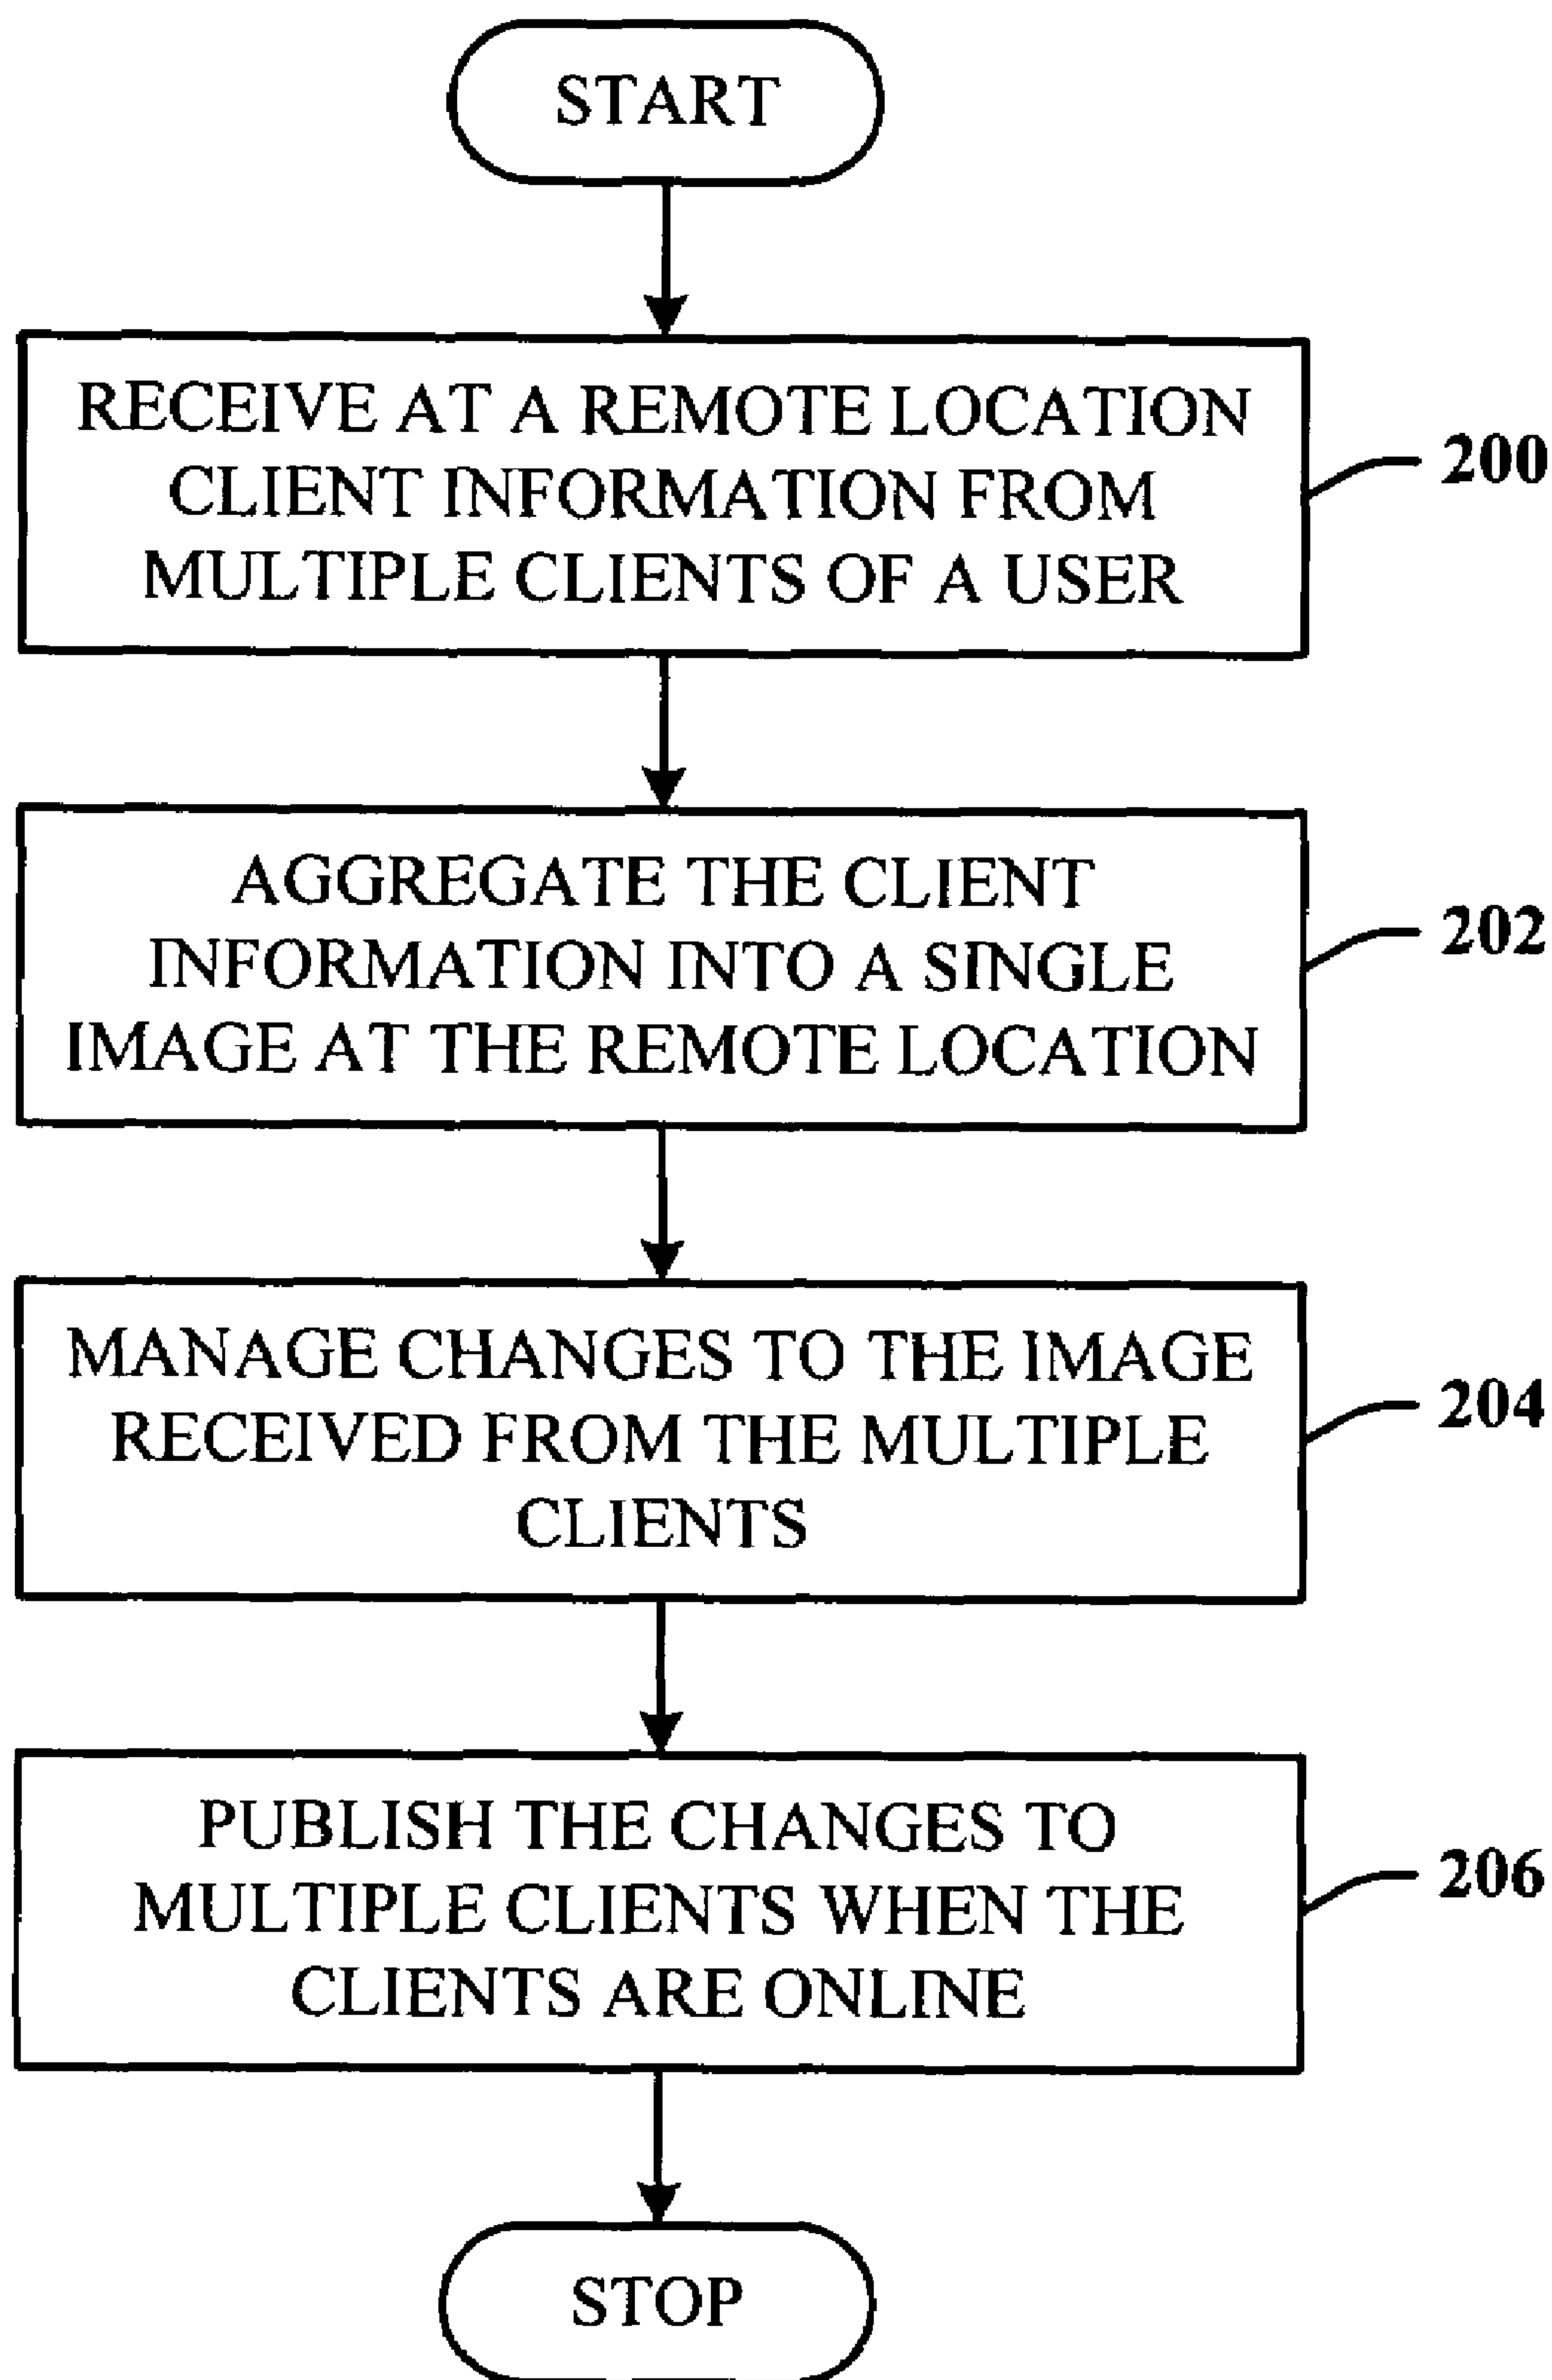 START
RECEIVE AT A REMOTE LOCATION
CLIENT INFORMATION FROM
MULTIPLE CLIENTS OF A USER
200
AGGREGATE THE CLIENT
INFORMATION INTO A SINGLE
IMAGE AT THE REMOTE LOCATION
202
MANAGE CHANGES TO THE IMAGE
RECEIVED FROM THE MULTIPLE
CLIENTS
204
PUBLISH THE CHANGES TO
MULTIPLE CLIENTS WHEN THE
CLIENTS ARE ONLINE
206
STOP